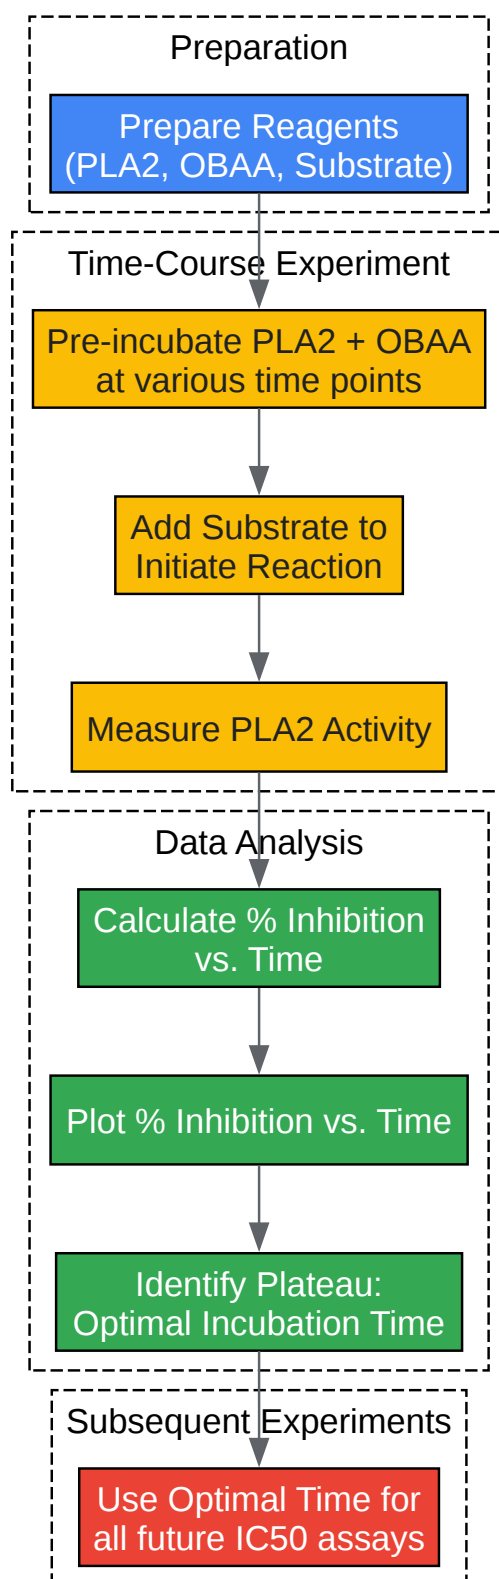 Preparation
Prepare Reagents
(PLA2, OBAA, Substrate)
Time-Course Experiment
Pre-incubate PLA2 + OBAA
at various time points
Add Substrate to
Initiate Reaction
Measure PLA2 Activity
Data Analysis
Calculate % Inhibition
vs. Time
Plot % Inhibition vs. Time
Identify Plateau:
Optimal Incubation Time
Subsequent Experiments
Use Optimal Time for
all future IC50 assays